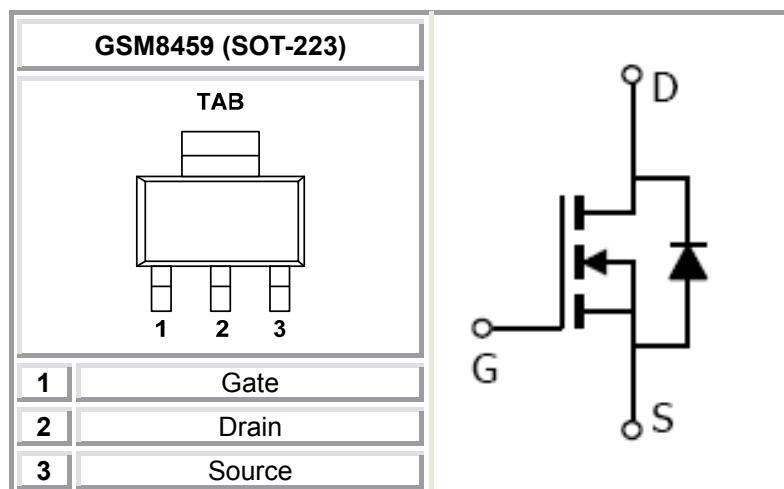 GSM8459 (SOT-223)
TAB
1 2 3
1 Gate
2 Drain
3 Source
D
G
S